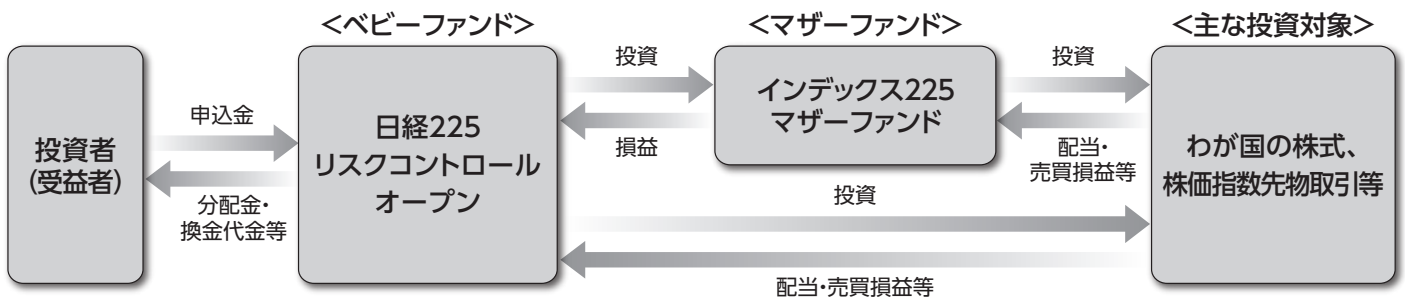 ＜ベビーファンド＞
＜マザーファンド＞
＜主な投資対象＞
投資者
(受益者)
申込金
分配金・
換金代金等
日経225
リスクコントロール
オープン
投資
損益
インデックス225
マザーファンド
投資
配当・
売買損益等
投資
配当・売買損益等
わが国の株式、
株価指数先物取引等